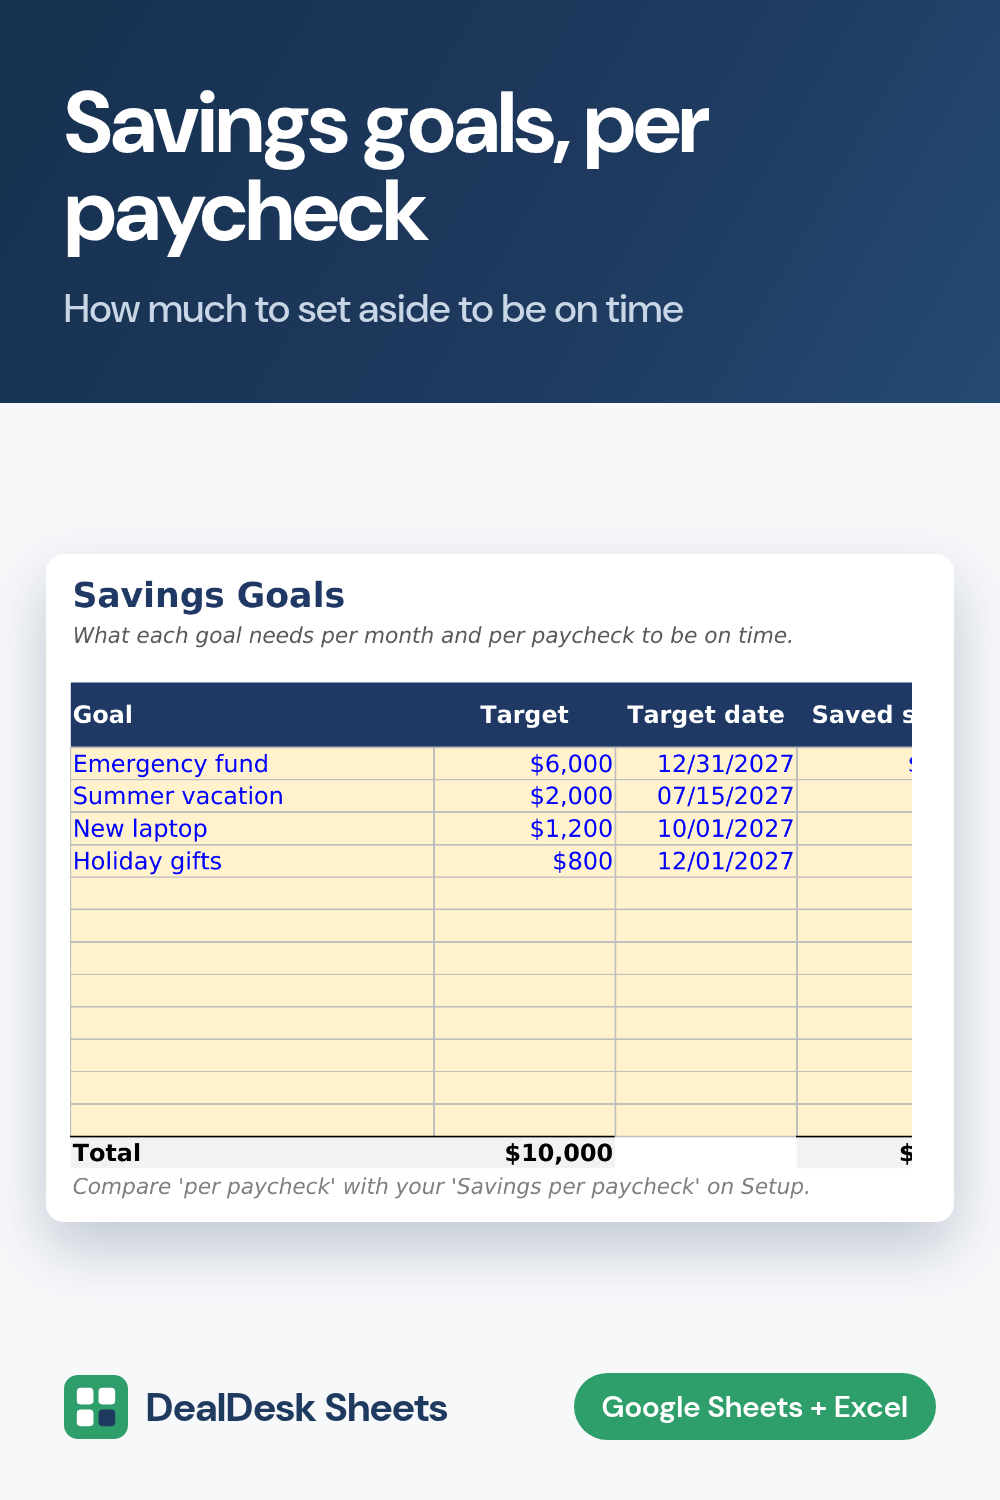 Savings goals, per
paycheck
How much to set aside to be on time
Savings Goals
What each goal needs per month and per paycheck to be on time.
Goal Target Target date Saved
Emergency fund $6,000 12/31/2027
Summer vacation $2,000 07/15/2027
New laptop $1,200 10/01/2027
Holiday gifts $800 12/01/2027
Total $10,000 $
Compare 'per paycheck' with your 'Savings per paycheck' on Setup.
DealDesk Sheets
Google Sheets + Excel